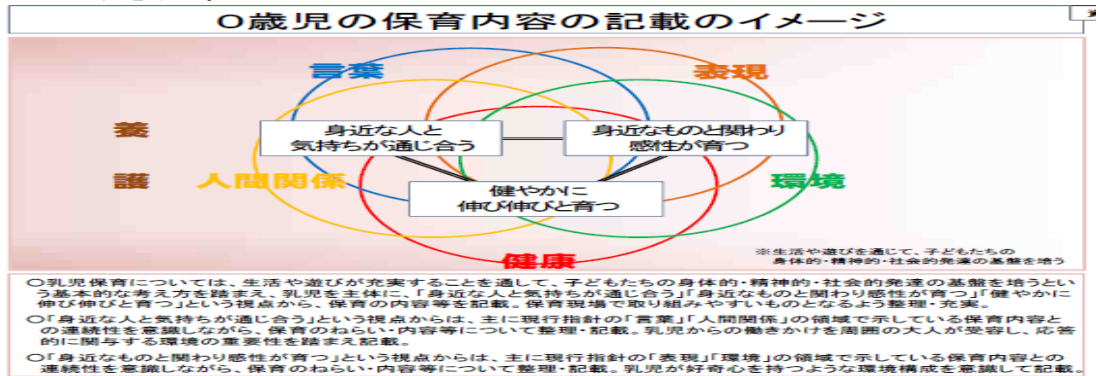 ０歳児の保育内容の記載のイメージ
言葉
表現
養
護
身近な人と
気持ちが通じ合う
身近なものと関わり
感性が育つ
人間関係
環境
健やかに
伸び伸びと育つ
健康
※生活や遊びを通じて、子どもたちの
身体的・精神的・社会的発達の基盤を培う
〇乳児保育については、生活や遊びが充実することを通して、子どもたちの身体的・精神的・社会的発達の基盤を培うとい
う基本的な考え方を踏まえ、乳児を主体に、「身近な人と気持ちが通じ合う」「身近なものと関わり感性が育つ」「健やかに
伸び伸びと育つ」という視点から、保育の内容等を記載。保育現場で取り組みやすいものとなるよう整理・充実。
〇「身近な人と気持ちが通じ合う」という視点からは、主に現行指針の「言葉」「人間関係」の領域で示している保育内容と
の連続性を意識しながら、保育のねらい・内容等について整理・記載。乳児からの働きかけを周囲の大人が受容し、応答
的に関与する環境の重要性を踏まえ記載。
〇「身近なものと関わり感性が育つ」という視点からは、主に現行指針の「表現」「環境」の領域で示している保育内容との
連続性を意識しながら、保育のねらい・内容等について整理・記載。乳児が好奇心を持つような環境構成を意識して記載。